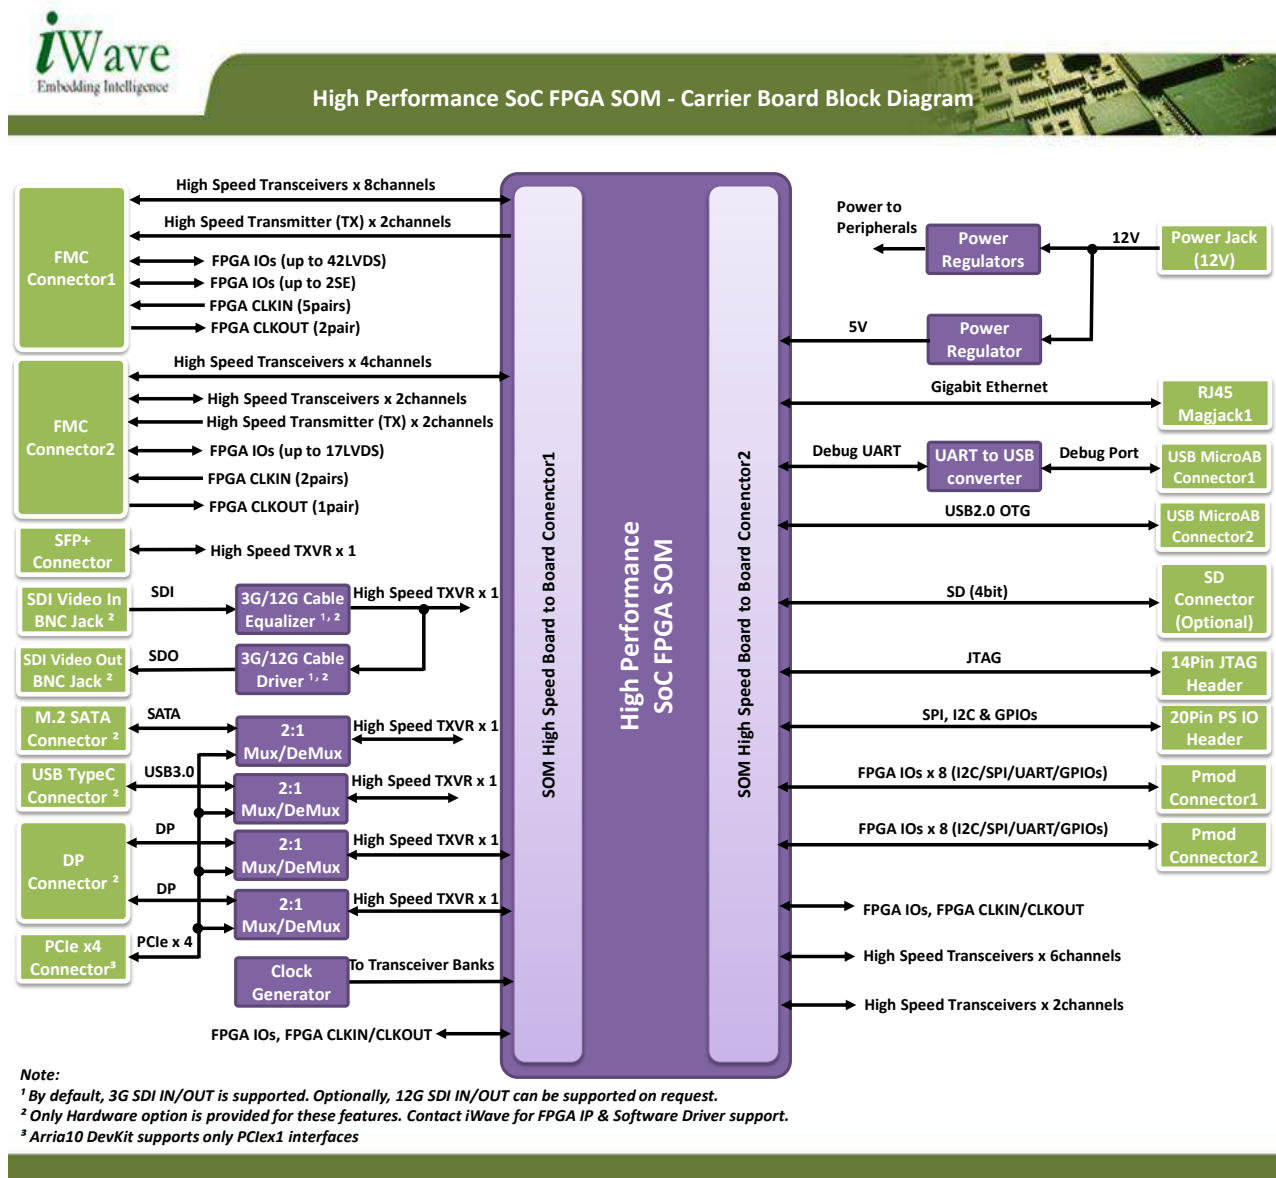 iWave
Embedding Intelligence
High Performance SoC FPGA SOM - Carrier Board Block Diagram
FMC
Connector1
High Speed Transceivers x 8channels
High Speed Transmitter (TX) x 2channels
FPGA IOs (up to 42LVDS)
FPGA IOs (up to 2SE)
FPGA CLKIN (5pairs)
FPGA CLKOUT (2pair)
FMC
Connector2
High Speed Transceivers x 4channels
High Speed Transceivers x 2channels
High Speed Transmitter (TX) x 2channels
FPGA IOs (up to 17LVDS)
FPGA CLKIN (2pairs)
FPGA CLKOUT (1pair)
SFP+
Connector
High Speed TXVR x 1
SDI Video In
BNC Jack ²
SDI
3G/12G Cable
Equalizer ¹˒ ²
High Speed TXVR x 1
SDI Video Out
BNC Jack ²
SDO
3G/12G Cable
Driver ¹˒ ²
M.2 SATA
Connector ²
SATA
2:1
Mux/DeMux
High Speed TXVR x 1
USB TypeC
Connector ²
USB3.0
2:1
Mux/DeMux
High Speed TXVR x 1
DP
Connector ²
DP
2:1
Mux/DeMux
High Speed TXVR x 1
DP
2:1
Mux/DeMux
High Speed TXVR x 1
PCIe x4
Connector³
PCIe x 4
Clock
Generator
To Transceiver Banks
FPGA IOs, FPGA CLKIN/CLKOUT
SOM High Speed Board to Board Conenctor1
High Performance
SoC FPGA SOM
SOM High Speed Board to Board Conenctor2
Power to
Peripherals
Power
Regulators
12V
Power Jack
(12V)
5V
Power
Regulator
Gigabit Ethernet
RJ45
Magjack1
Debug UART
UART to USB
converter
Debug Port
USB MicroAB
Connector1
USB2.0 OTG
USB MicroAB
Connector2
SD (4bit)
SD
Connector
(Optional)
JTAG
14Pin JTAG
Header
SPI, I2C & GPIOs
20Pin PS IO
Header
FPGA IOs x 8 (I2C/SPI/UART/GPIOs)
Pmod
Connector1
FPGA IOs x 8 (I2C/SPI/UART/GPIOs)
Pmod
Connector2
FPGA IOs, FPGA CLKIN/CLKOUT
High Speed Transceivers x 6channels
High Speed Transceivers x 2channels
Note:
¹ By default, 3G SDI IN/OUT is supported. Optionally, 12G SDI IN/OUT can be supported on request.
² Only Hardware option is provided for these features. Contact iWave for FPGA IP & Software Driver support.
³ Arria10 DevKit supports only PCIex1 interfaces